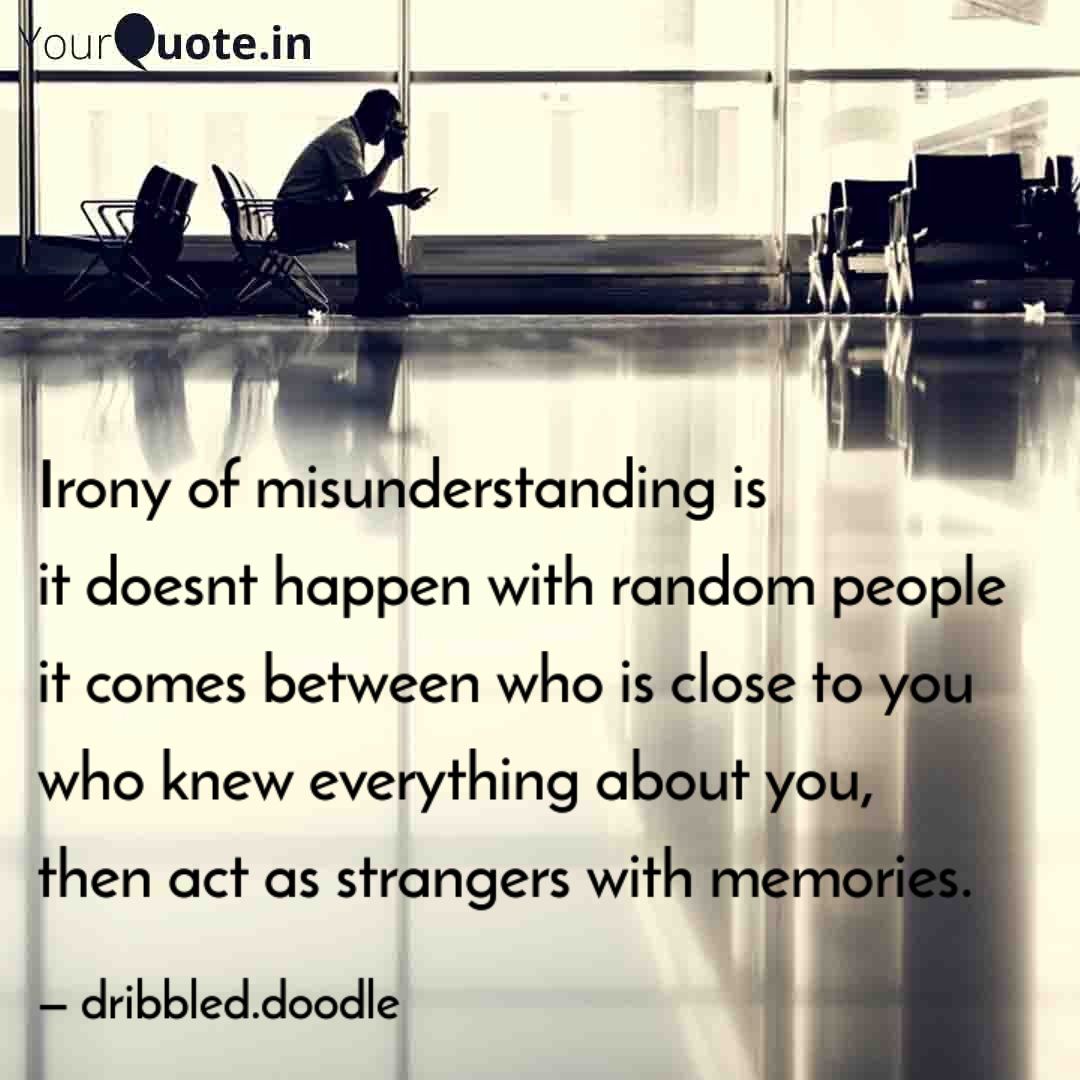 YourQuote.in
Irony of misunderstanding is
it doesnt happen with random people
it comes between who is close to you
who knew everything about you,
then act as strangers with memories.
– dribbled.doodle